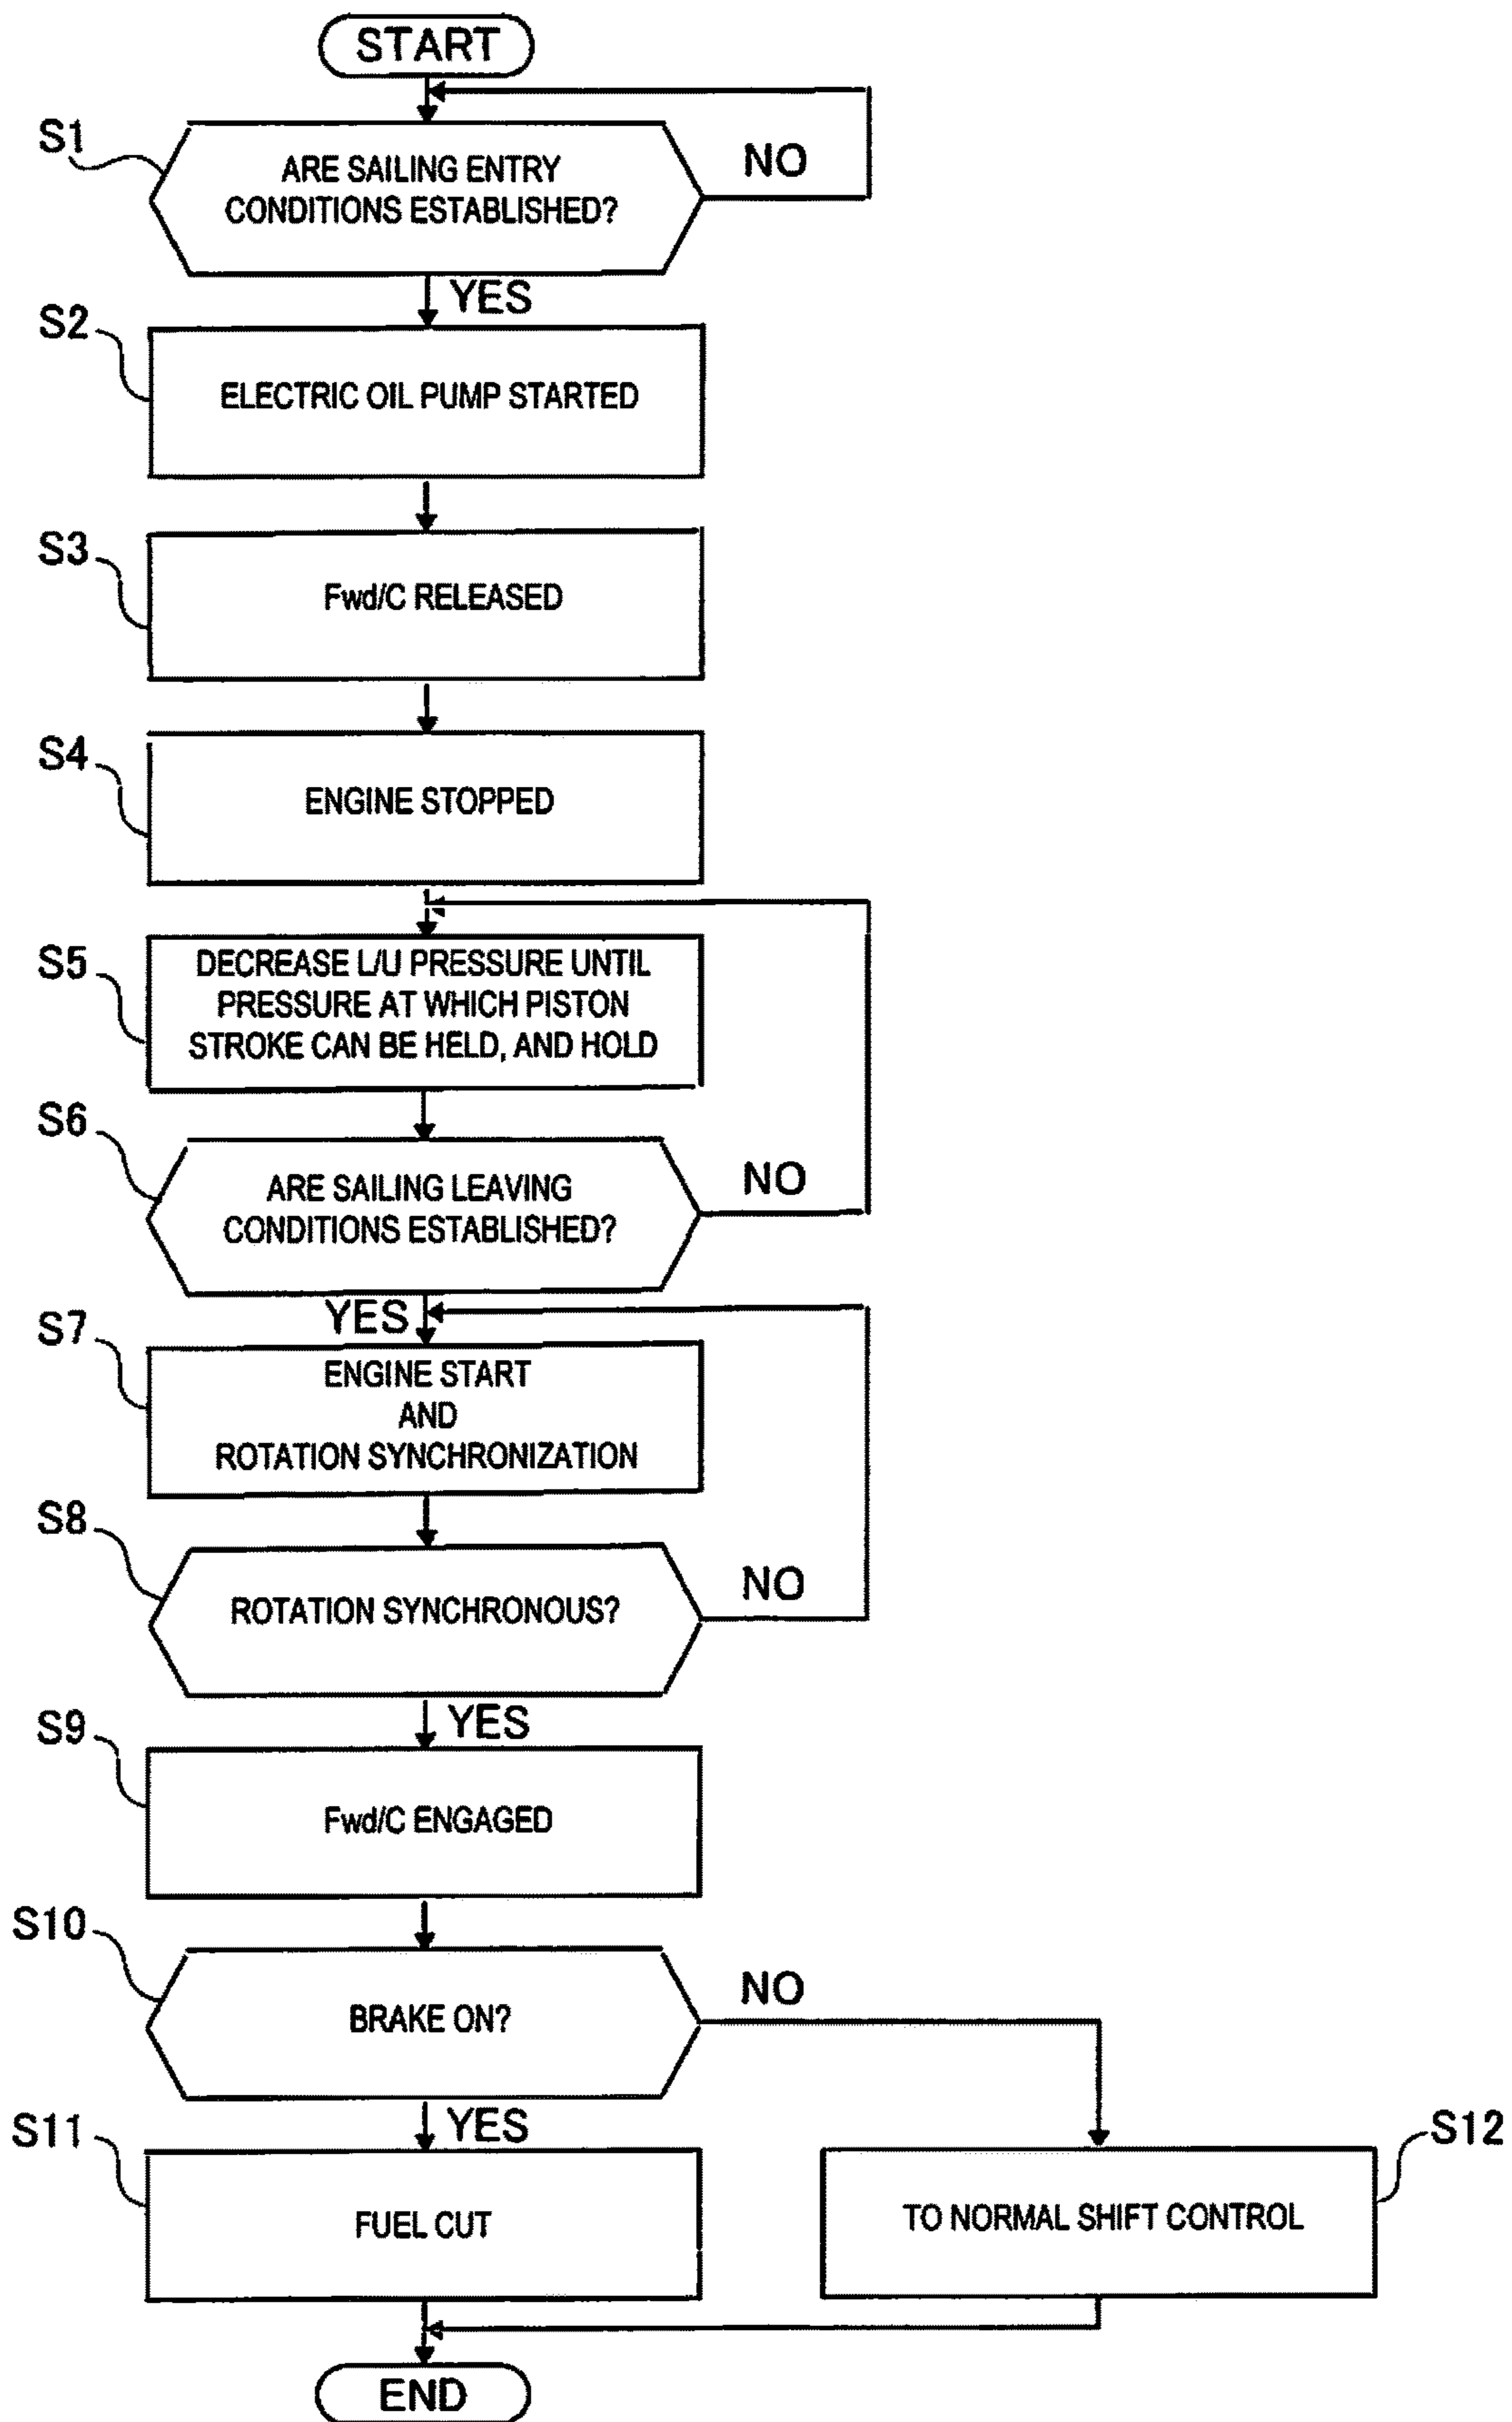 START
S1
ARE SAILING ENTRY
CONDITIONS ESTABLISHED?
NO
YES
S2
ELECTRIC OIL PUMP STARTED
S3
Fwd/C RELEASED
S4
ENGINE STOPPED
S5
DECREASE L/U PRESSURE UNTIL
PRESSURE AT WHICH PISTON
STROKE CAN BE HELD, AND HOLD
S6
ARE SAILING LEAVING
CONDITIONS ESTABLISHED?
NO
YES
S7
ENGINE START
AND
ROTATION SYNCHRONIZATION
S8
ROTATION SYNCHRONOUS?
NO
YES
S9
Fwd/C ENGAGED
S10
BRAKE ON?
NO
YES
S11
FUEL CUT
S12
TO NORMAL SHIFT CONTROL
END